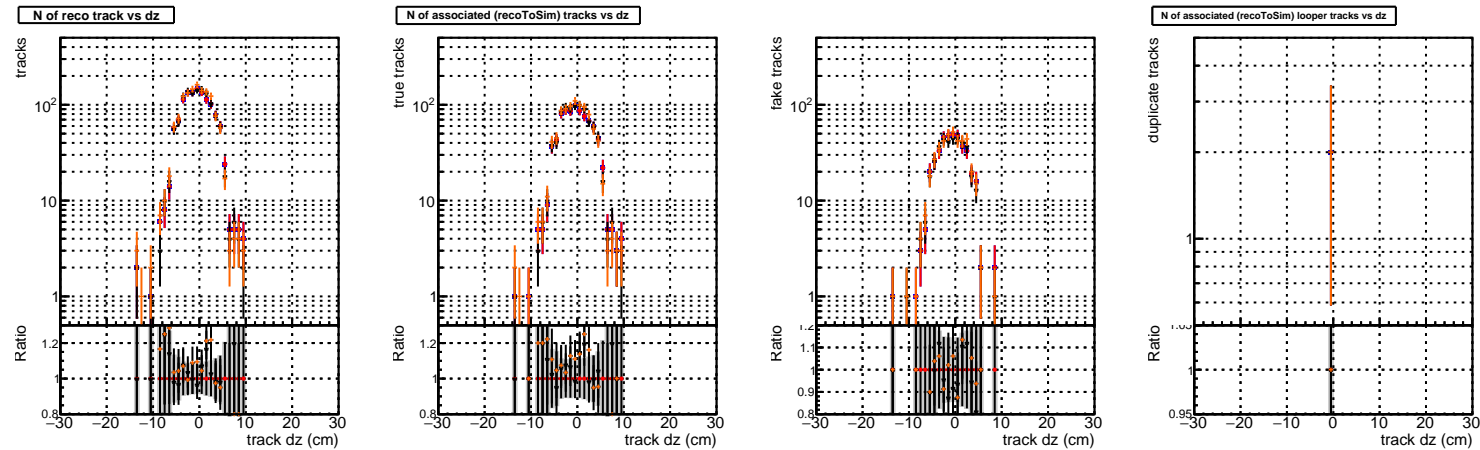 N of reco track vs dz
tracks
10²
10
1
Ratio
1.2
1
0.8
−30 −20 −10 0 10 20 30
track dz (cm)
N of associated (recoToSim) tracks vs dz
true tracks
10²
10
1
Ratio
1.2
1
0.8
−30 −20 −10 0 10 20 30
track dz (cm)
fake tracks
10²
10
1
Ratio
1.2
1.1
1
0.9
0.8
−30 −20 −10 0 10 20 30
track dz (cm)
N of associated (recoToSim) looper tracks vs dz
duplicate tracks
1
Ratio
1.05
1
0.95
−30 −20 −10 0 10 20 30
track dz (cm)